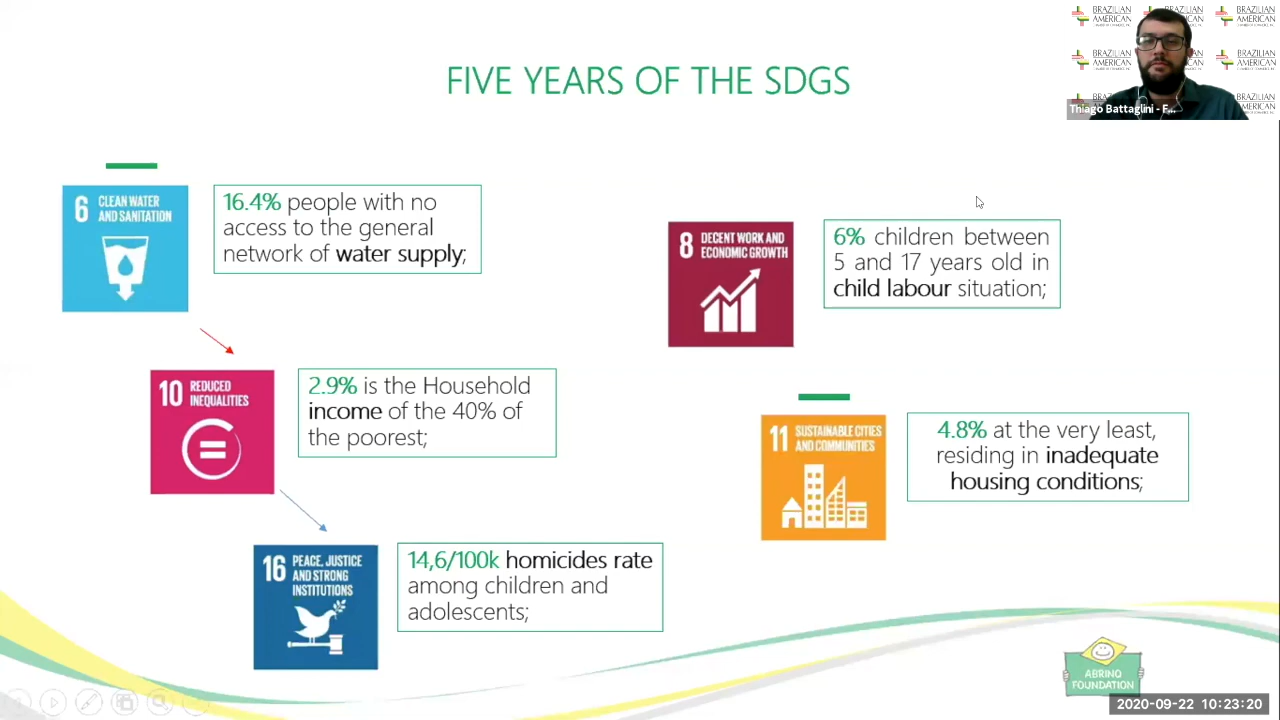 BRAZILIAN AMERICAN
BRAZILIAN AMERICAN
BRAZILIAN AMERICAN
Thiago Battaglini - F...
FIVE YEARS OF THE SDGS
6 CLEAN WATER
AND SANITATION
16.4% people with no
access to the general
network of water supply;
8 DECENT WORK AND
ECONOMIC GROWTH
6% children between
5 and 17 years old in
child labour situation;
10 REDUCED
INEQUALITIES
2.9% is the Household
income of the 40% of
the poorest;
11 SUSTAINABLE CITIES
AND COMMUNITIES
4.8% at the very least,
residing in inadequate
housing conditions;
16 PEACE, JUSTICE
AND STRONG
INSTITUTIONS
14,6/100k homicides rate
among children and
adolescents;
ABRINQ
FOUNDATION
2020-09-22 10:23:20